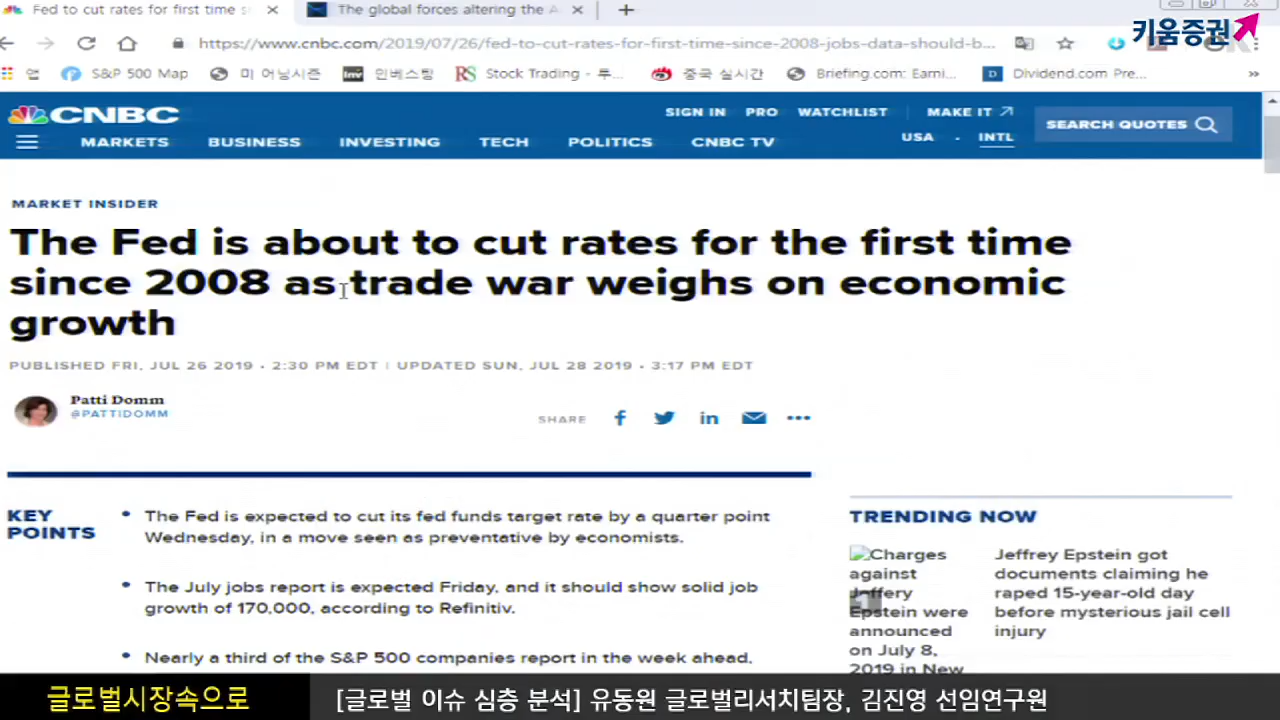 Fed to cut rates for first time s
The global forces altering the A
키움증권
https://www.cnbc.com/2019/07/26/fed-to-cut-rates-for-first-time-since-2008-jobs-data-should-b...
앱
S&P 500 Map
미 어닝시즌
Inv
인베스팅
RS
Stock Trading - 투...
중국 실시간
Briefing.com: Earni...
D
Dividend.com Pre...
»
CNBC
SIGN IN PRO WATCHLIST MAKE IT
SEARCH QUOTES
USA · INTL
MARKETS BUSINESS INVESTING TECH POLITICS CNBC TV
MARKET INSIDER
The Fed is about to cut rates for the first time
since 2008 as trade war weighs on economic
growth
PUBLISHED FRI, JUL 26 2019 • 2:30 PM EDT | UPDATED SUN, JUL 28 2019 • 3:17 PM EDT
Patti Domm
@PATTIDOMM
SHARE
KEY
POINTS
• The Fed is expected to cut its fed funds target rate by a quarter point
Wednesday, in a move seen as preventative by economists.
• The July jobs report is expected Friday, and it should show solid job
growth of 170,000, according to Refinitiv.
• Nearly a third of the S&P 500 companies report in the week ahead,
TRENDING NOW
Charges
against
Jeffery
Epstein were
announced
on July 8,
2019 in New
1
Jeffrey Epstein got
documents claiming he
raped 15-year-old day
before mysterious jail cell
injury
글로벌시장속으로
[글로벌 이슈 심층 분석] 유동원 글로벌리서치팀장, 김진영 선임연구원